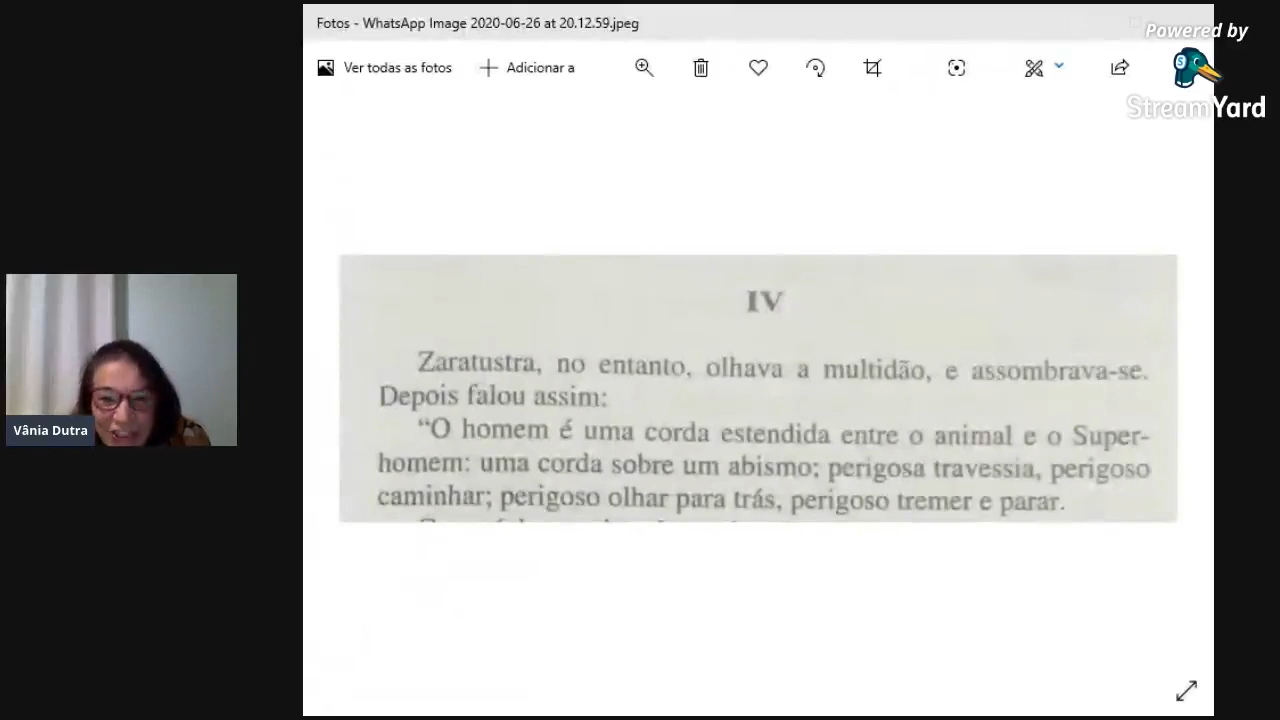 Fotos - WhatsApp Image 2020-06-26 at 20.12.59.jpeg
Powered by
Ver todas as fotos
Adicionar a
StreamYard
IV
Zaratustra, no entanto, olhava a multidão, e assombrava-se.
Depois falou assim:
“O homem é uma corda estendida entre o animal e o Super-
homem: uma corda sobre um abismo; perigosa travessia, perigoso
caminhar; perigoso olhar para trás, perigoso tremer e parar.
Vânia Dutra